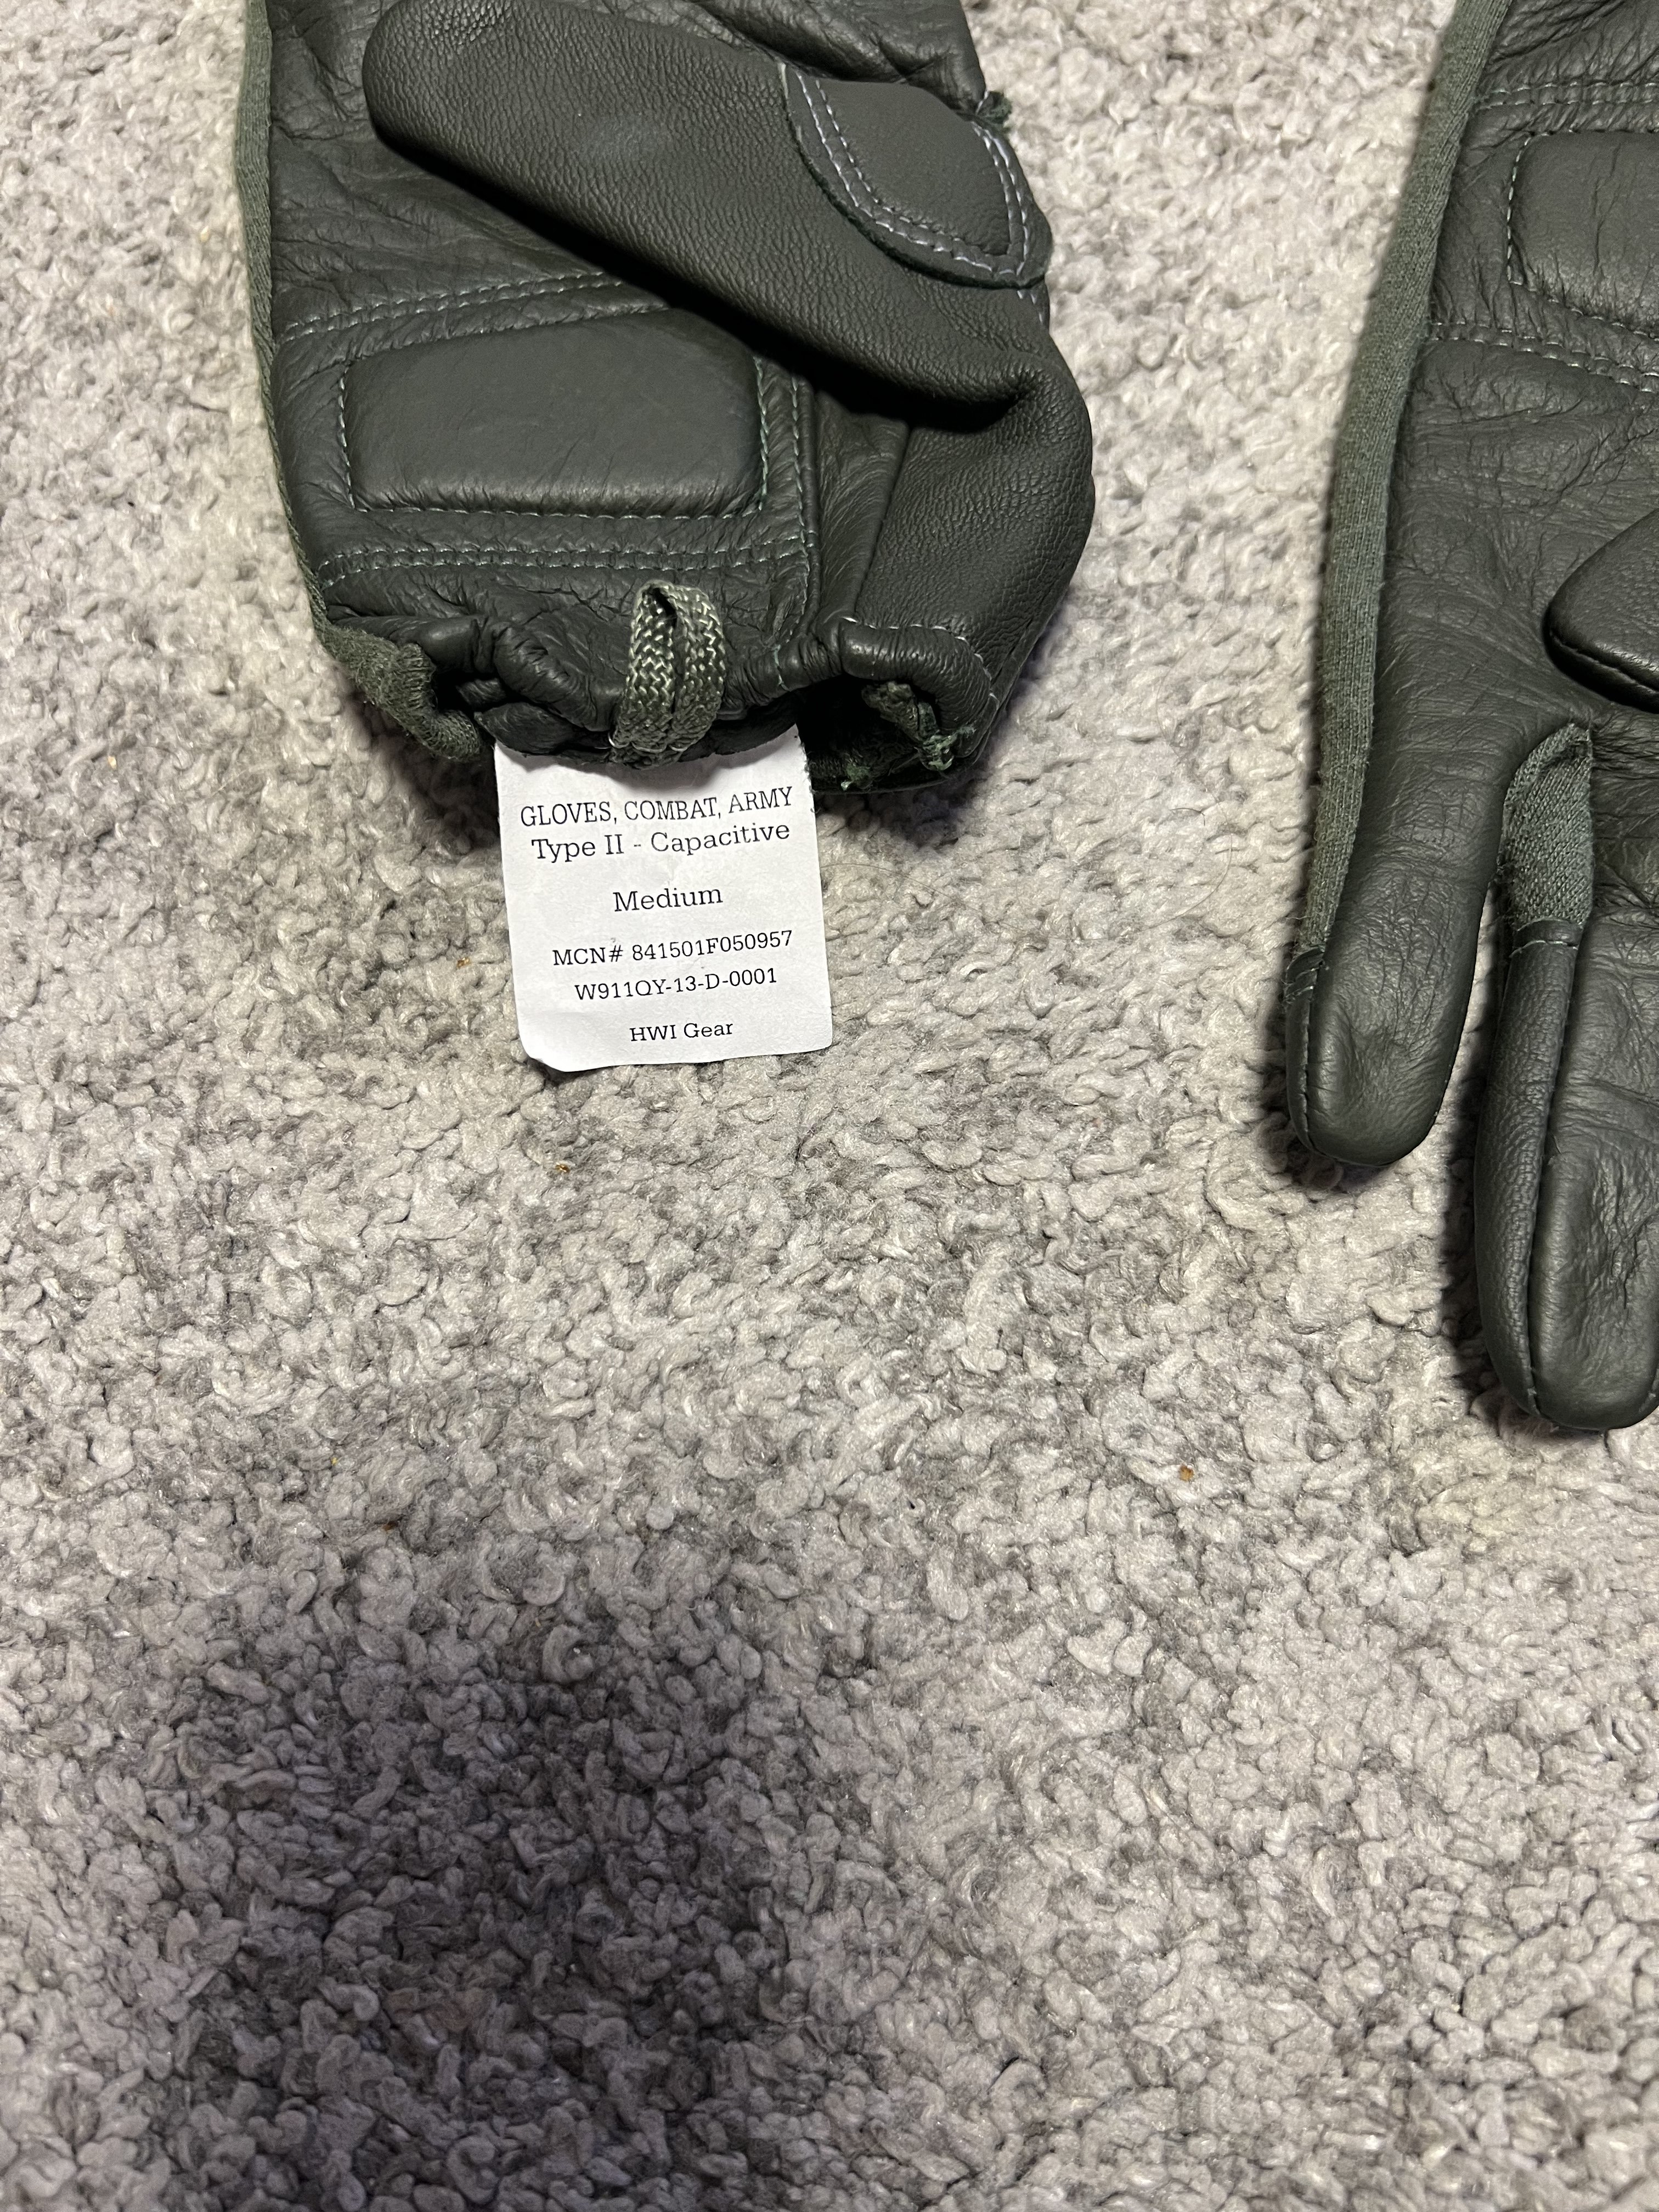 GLOVES, COMBAT, ARMY
Type II - Capacitive
Medium
MCN# 841501F050957
W911QY-13-D-0001
HWI Gear